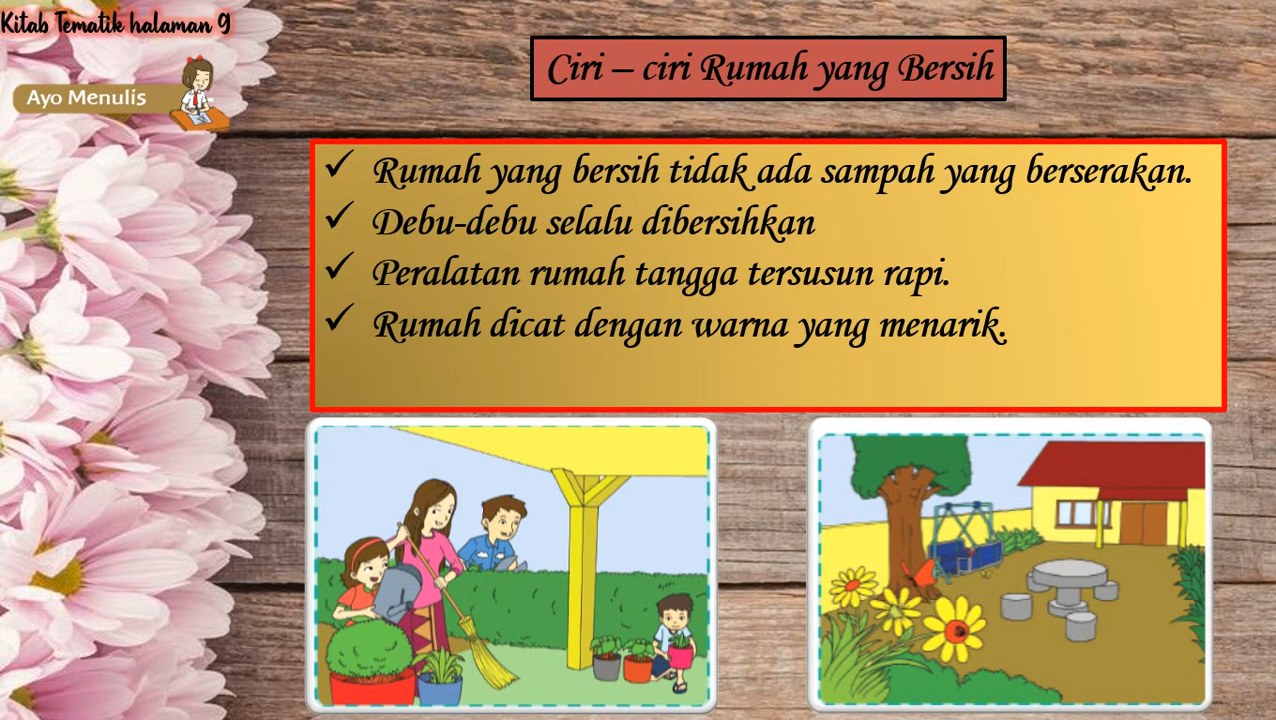 Kitab Tematik halaman 9
Ayo Menulis
Ciri – ciri Rumah yang Bersih
✓ Rumah yang bersih tidak ada sampah yang berserakan.
✓ Debu-debu selalu dibersihkan
✓ Peralatan rumah tangga tersusun rapi.
✓ Rumah dicat dengan warna yang menarik.